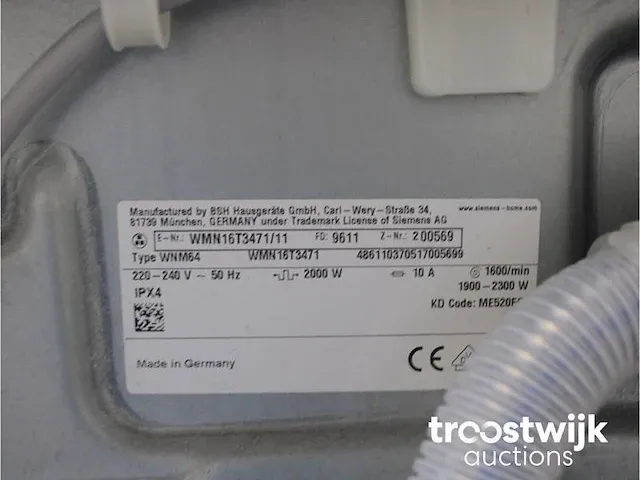 Manufactured by BSH Hausgeräte GmbH, Carl-Wery-Straße 34,
81739 München, GERMANY under Trademark License of Siemens AG
www.siemens-home.com
E-Nr.: WMN16T3471/11 FD: 9611 Z-Nr.: 200569
Type WNM64 WMN16T3471 486110370517005699
220-240 V ~ 50 Hz 2000 W 10 A 1600/min
1900-2300 W
IPX4
KD Code:
Made in Germany
CE
troostwijk
auctions